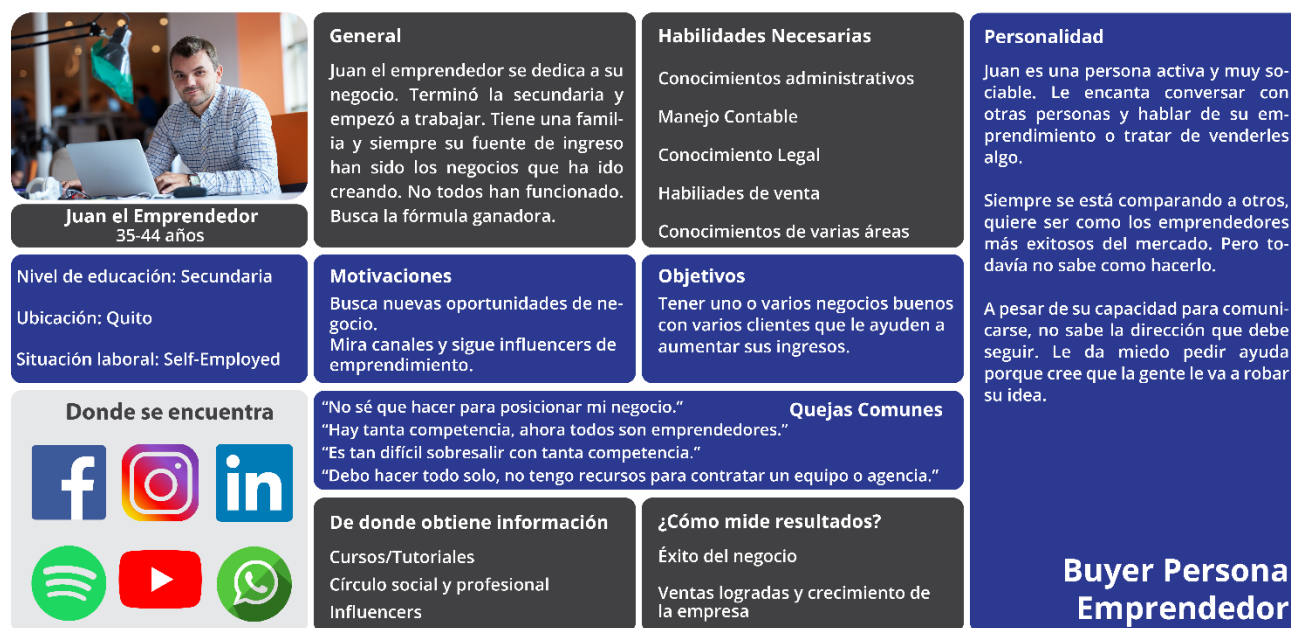 Juan el Emprendedor
35-44 años
General
Juan el emprendedor se dedica a su
negocio. Terminó la secundaria y
empezó a trabajar. Tiene una famil-
ia y siempre su fuente de ingreso
han sido los negocios que ha ido
creando. No todos han funcionado.
Busca la fórmula ganadora.
Habilidades Necesarias
Conocimientos administrativos
Manejo Contable
Conocimiento Legal
Habiliades de venta
Conocimientos de varias áreas
Personalidad
Juan es una persona activa y muy so-
ciable. Le encanta conversar con
otras personas y hablar de su em-
prendimiento o tratar de venderles
algo.
Siempre se está comparando a otros,
quiere ser como los emprendedores
más exitosos del mercado. Pero to-
davía no sabe como hacerlo.
A pesar de su capacidad para comuni-
carse, no sabe la dirección que debe
seguir. Le da miedo pedir ayuda
porque cree que la gente le va a robar
su idea.
Nivel de educación: Secundaria
Ubicación: Quito
Situación laboral: Self-Employed
Motivaciones
Busca nuevas oportunidades de ne-
gocio.
Mira canales y sigue influencers de
emprendimiento.
Objetivos
Tener uno o varios negocios buenos
con varios clientes que le ayuden a
aumentar sus ingresos.
Donde se encuentra
f
in
Quejas Comunes
“No sé que hacer para posicionar mi negocio.”
“Hay tanta competencia, ahora todos son emprendedores.”
“Es tan difícil sobresalir con tanta competencia.”
“Debo hacer todo solo, no tengo recursos para contratar un equipo o agencia.”
De donde obtiene información
Cursos/Tutoriales
Círculo social y profesional
Influencers
¿Cómo mide resultados?
Éxito del negocio
Ventas logradas y crecimiento de
la empresa
Buyer Persona
Emprendedor